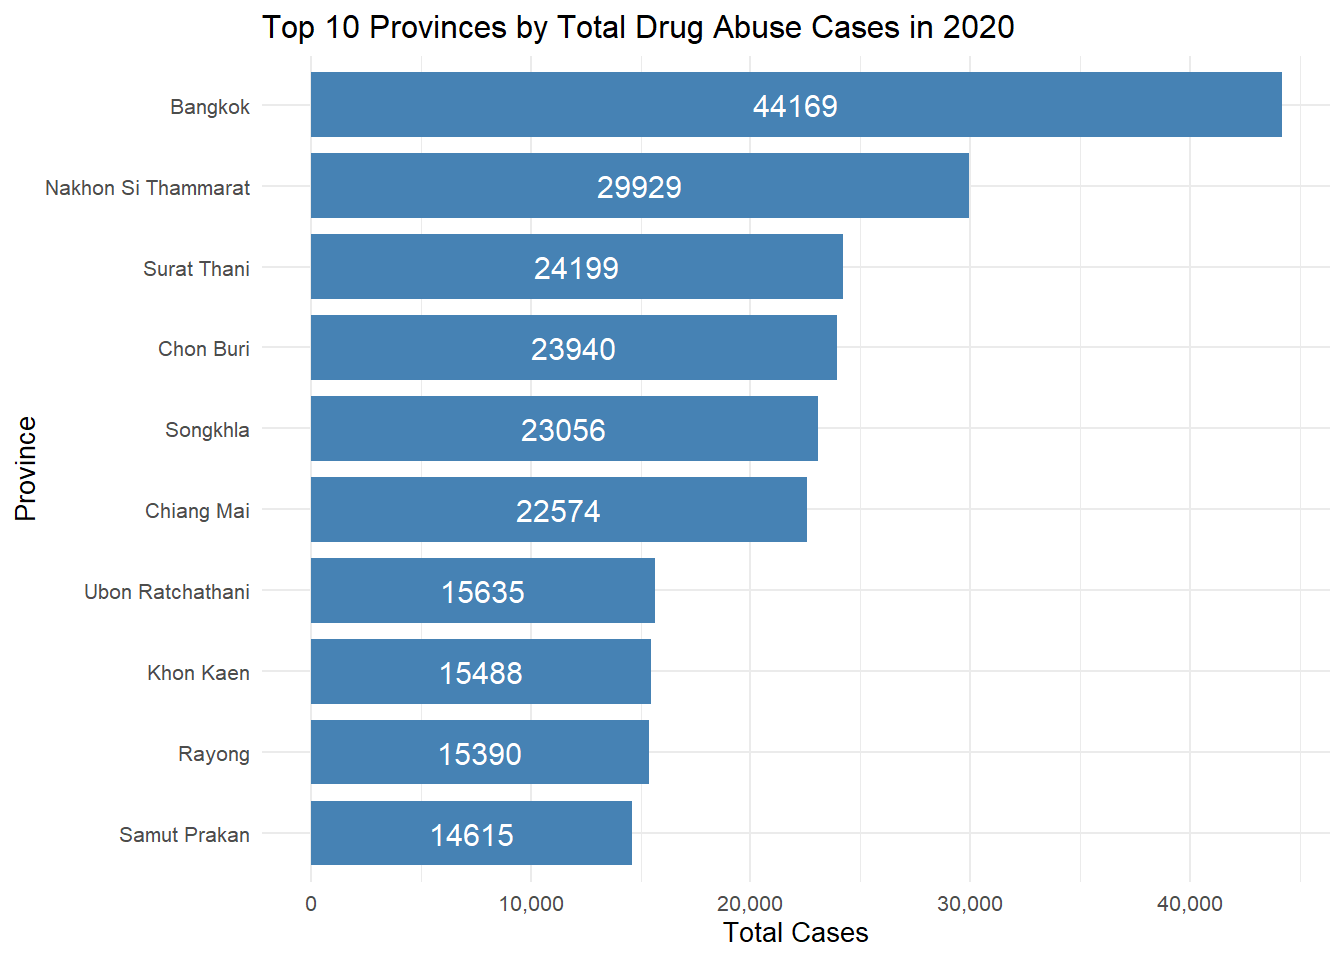 Top 10 Provinces by Total Drug Abuse Cases in 2020
Province
Bangkok 44169
Nakhon Si Thammarat 29929
Surat Thani 24199
Chon Buri 23940
Songkhla 23056
Chiang Mai 22574
Ubon Ratchathani 15635
Khon Kaen 15488
Rayong 15390
Samut Prakan 14615
0 10,000 20,000 30,000 40,000
Total Cases